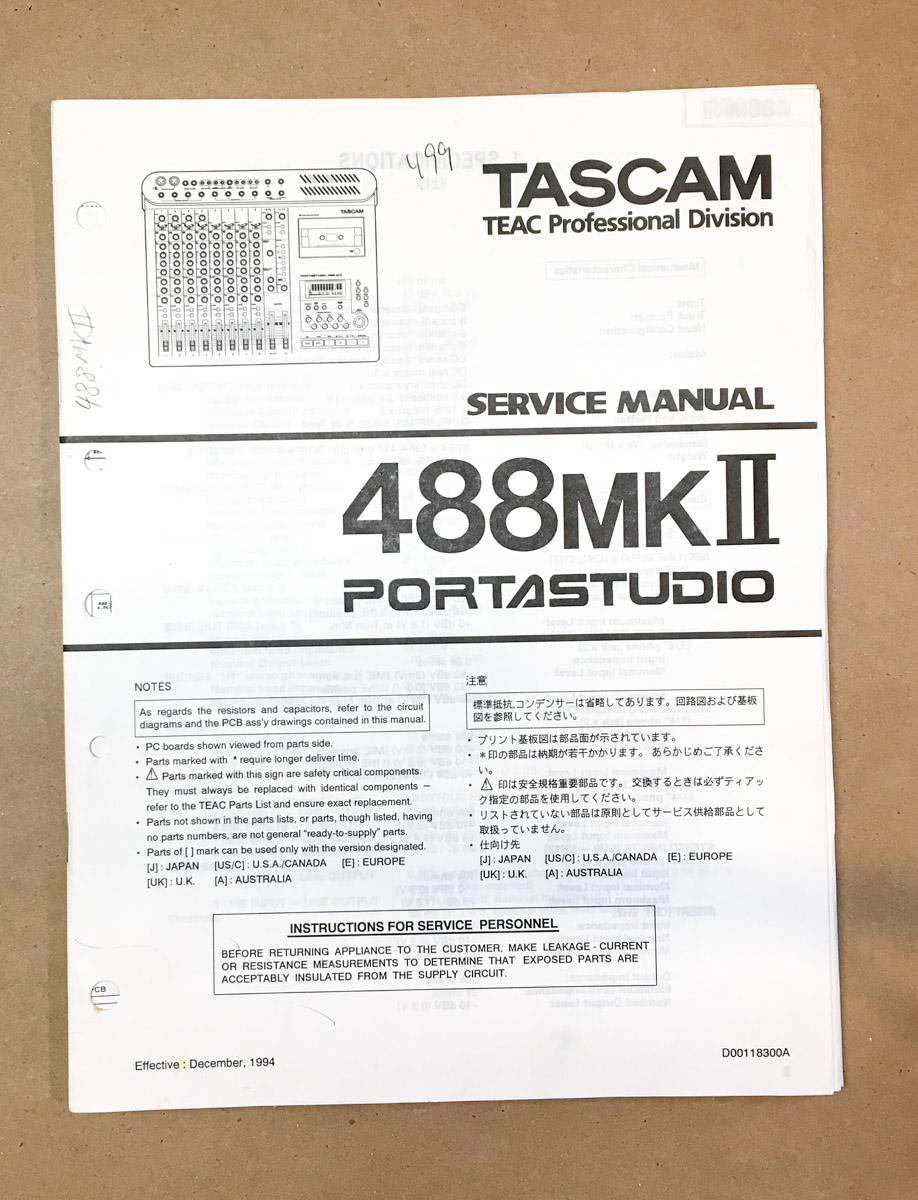 499
TASCAM
TEAC Professional Division
TASCAM
PORTASTUDIO 488 MKII
488 MKII
SERVICE MANUAL
488MKII
PORTASTUDIO
NOTES
As regards the resistors and capacitors, refer to the circuit
diagrams and the PCB ass'y drawings contained in this manual.
• PC boards shown viewed from parts side.
• Parts marked with * require longer deliver time.
• ⚠ Parts marked with this sign are safety critical components.
They must always be replaced with identical components –
refer to the TEAC Parts List and ensure exact replacement.
• Parts not shown in the parts lists, or parts, though listed, having
no parts numbers, are not general "ready-to-supply" parts.
• Parts of [ ] mark can be used only with the version designated.
[J] : JAPAN [US/C] : U.S.A./CANADA [E] : EUROPE
[UK] : U.K. [A] : AUSTRALIA
注意
標準抵抗,コンデンサーは省略してあります。回路図および基板
図を参照してください。
• プリント基板図は部品面が示されています。
• *印の部品は納期が若干かかります。 あらかじめご了承くださ
い。
• ⚠ 印は安全規格重要部品です。 交換するときは必ずティアッ
ク指定の部品を使用してください。
• リストされていない部品は原則としてサービス供給部品として
取扱っていません。
• 仕向け先
[J] : JAPAN [US/C] : U.S.A./CANADA [E] : EUROPE
[UK] : U.K. [A] : AUSTRALIA
INSTRUCTIONS FOR SERVICE PERSONNEL
BEFORE RETURNING APPLIANCE TO THE CUSTOMER, MAKE LEAKAGE - CURRENT
OR RESISTANCE MEASUREMENTS TO DETERMINE THAT EXPOSED PARTS ARE
ACCEPTABLY INSULATED FROM THE SUPPLY CIRCUIT.
PCB
Effective : December, 1994
D00118300A